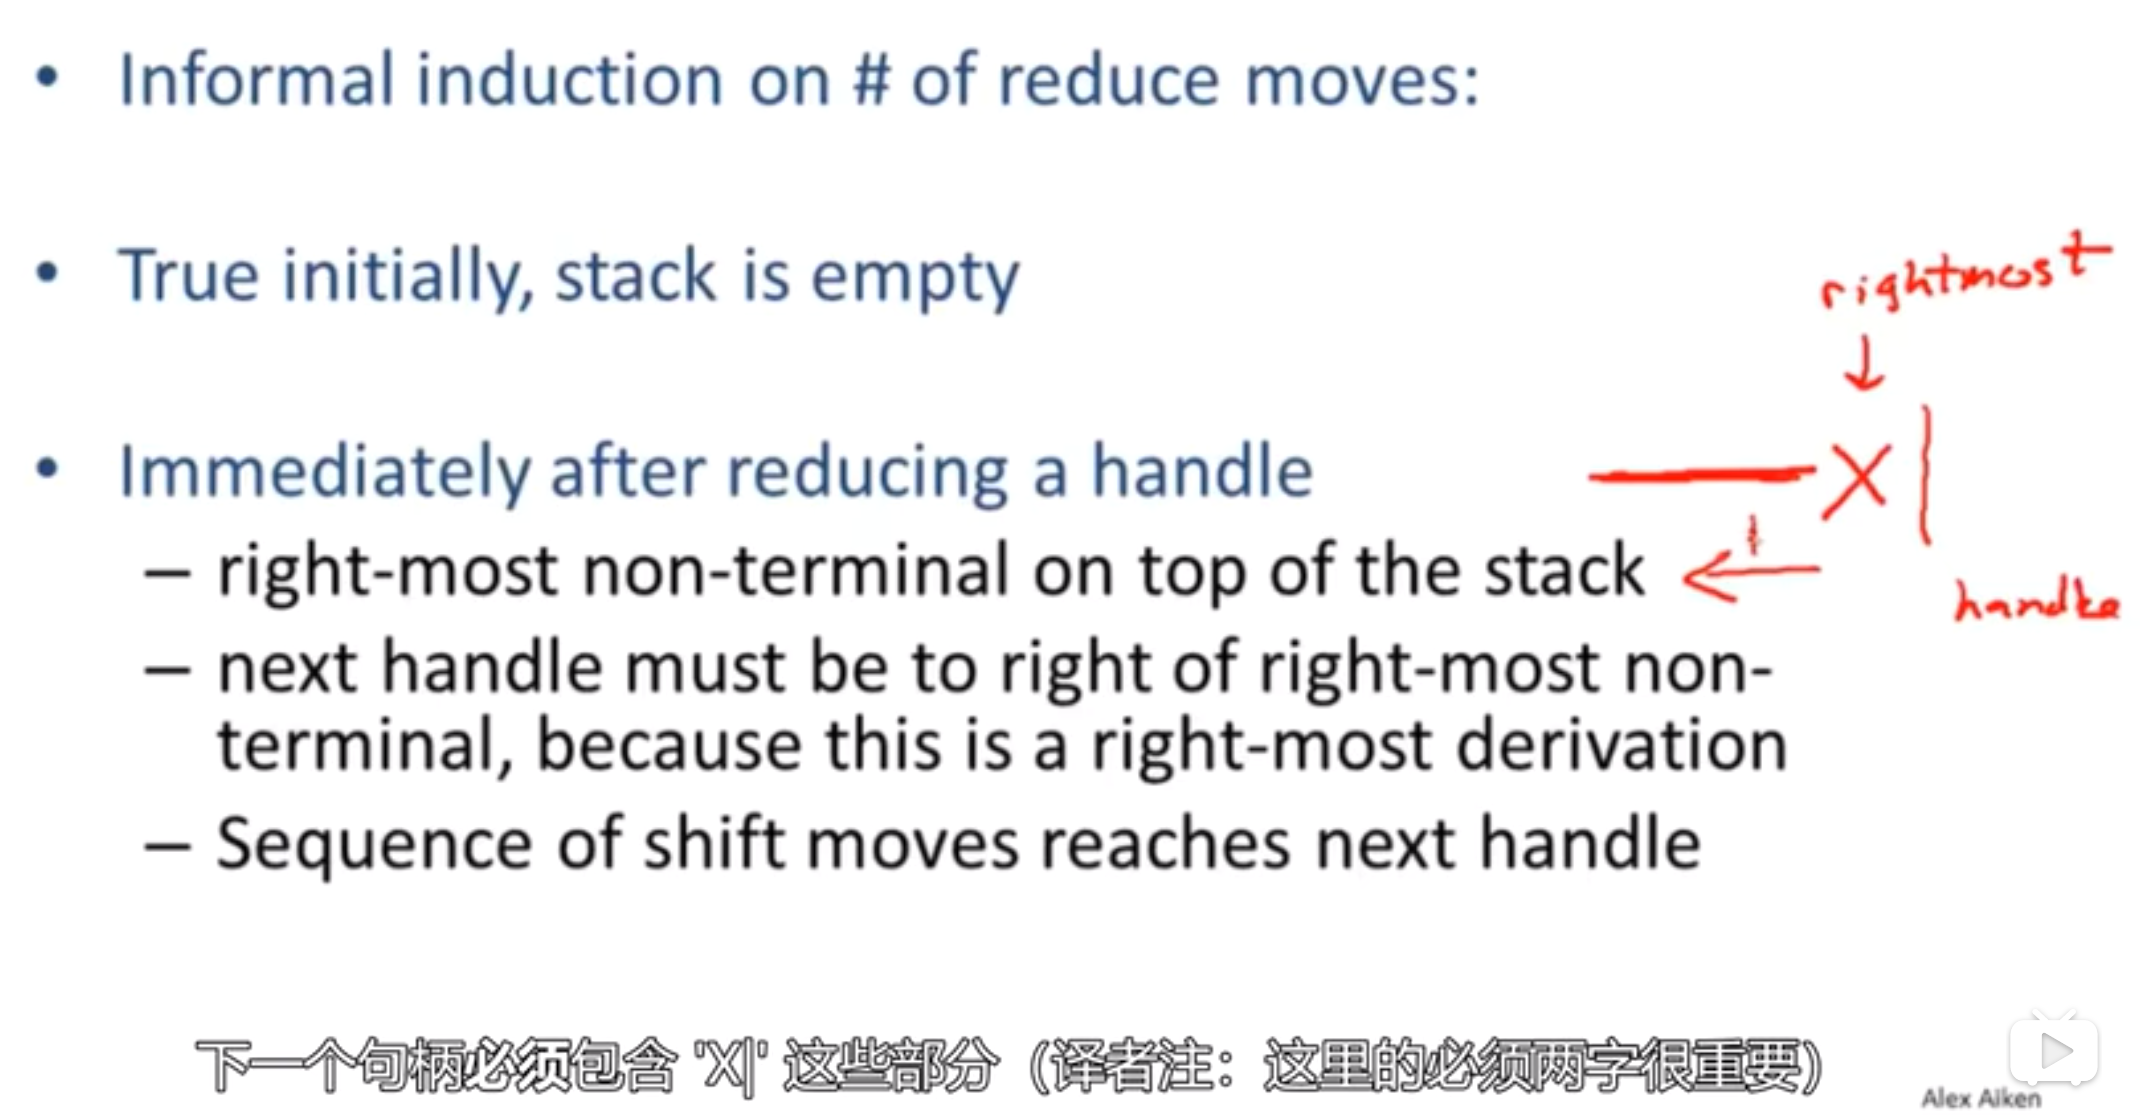 • Informal induction on # of reduce moves:
• True initially, stack is empty
rightmost
• Immediately after reducing a handle
X
– right-most non-terminal on top of the stack
handle
– next handle must be to right of right-most non-
terminal, because this is a right-most derivation
– Sequence of shift moves reaches next handle
下一个句柄必须包含 'X|' 这些部分（译者注：这里的必须两字很重要）
Alex Aiken